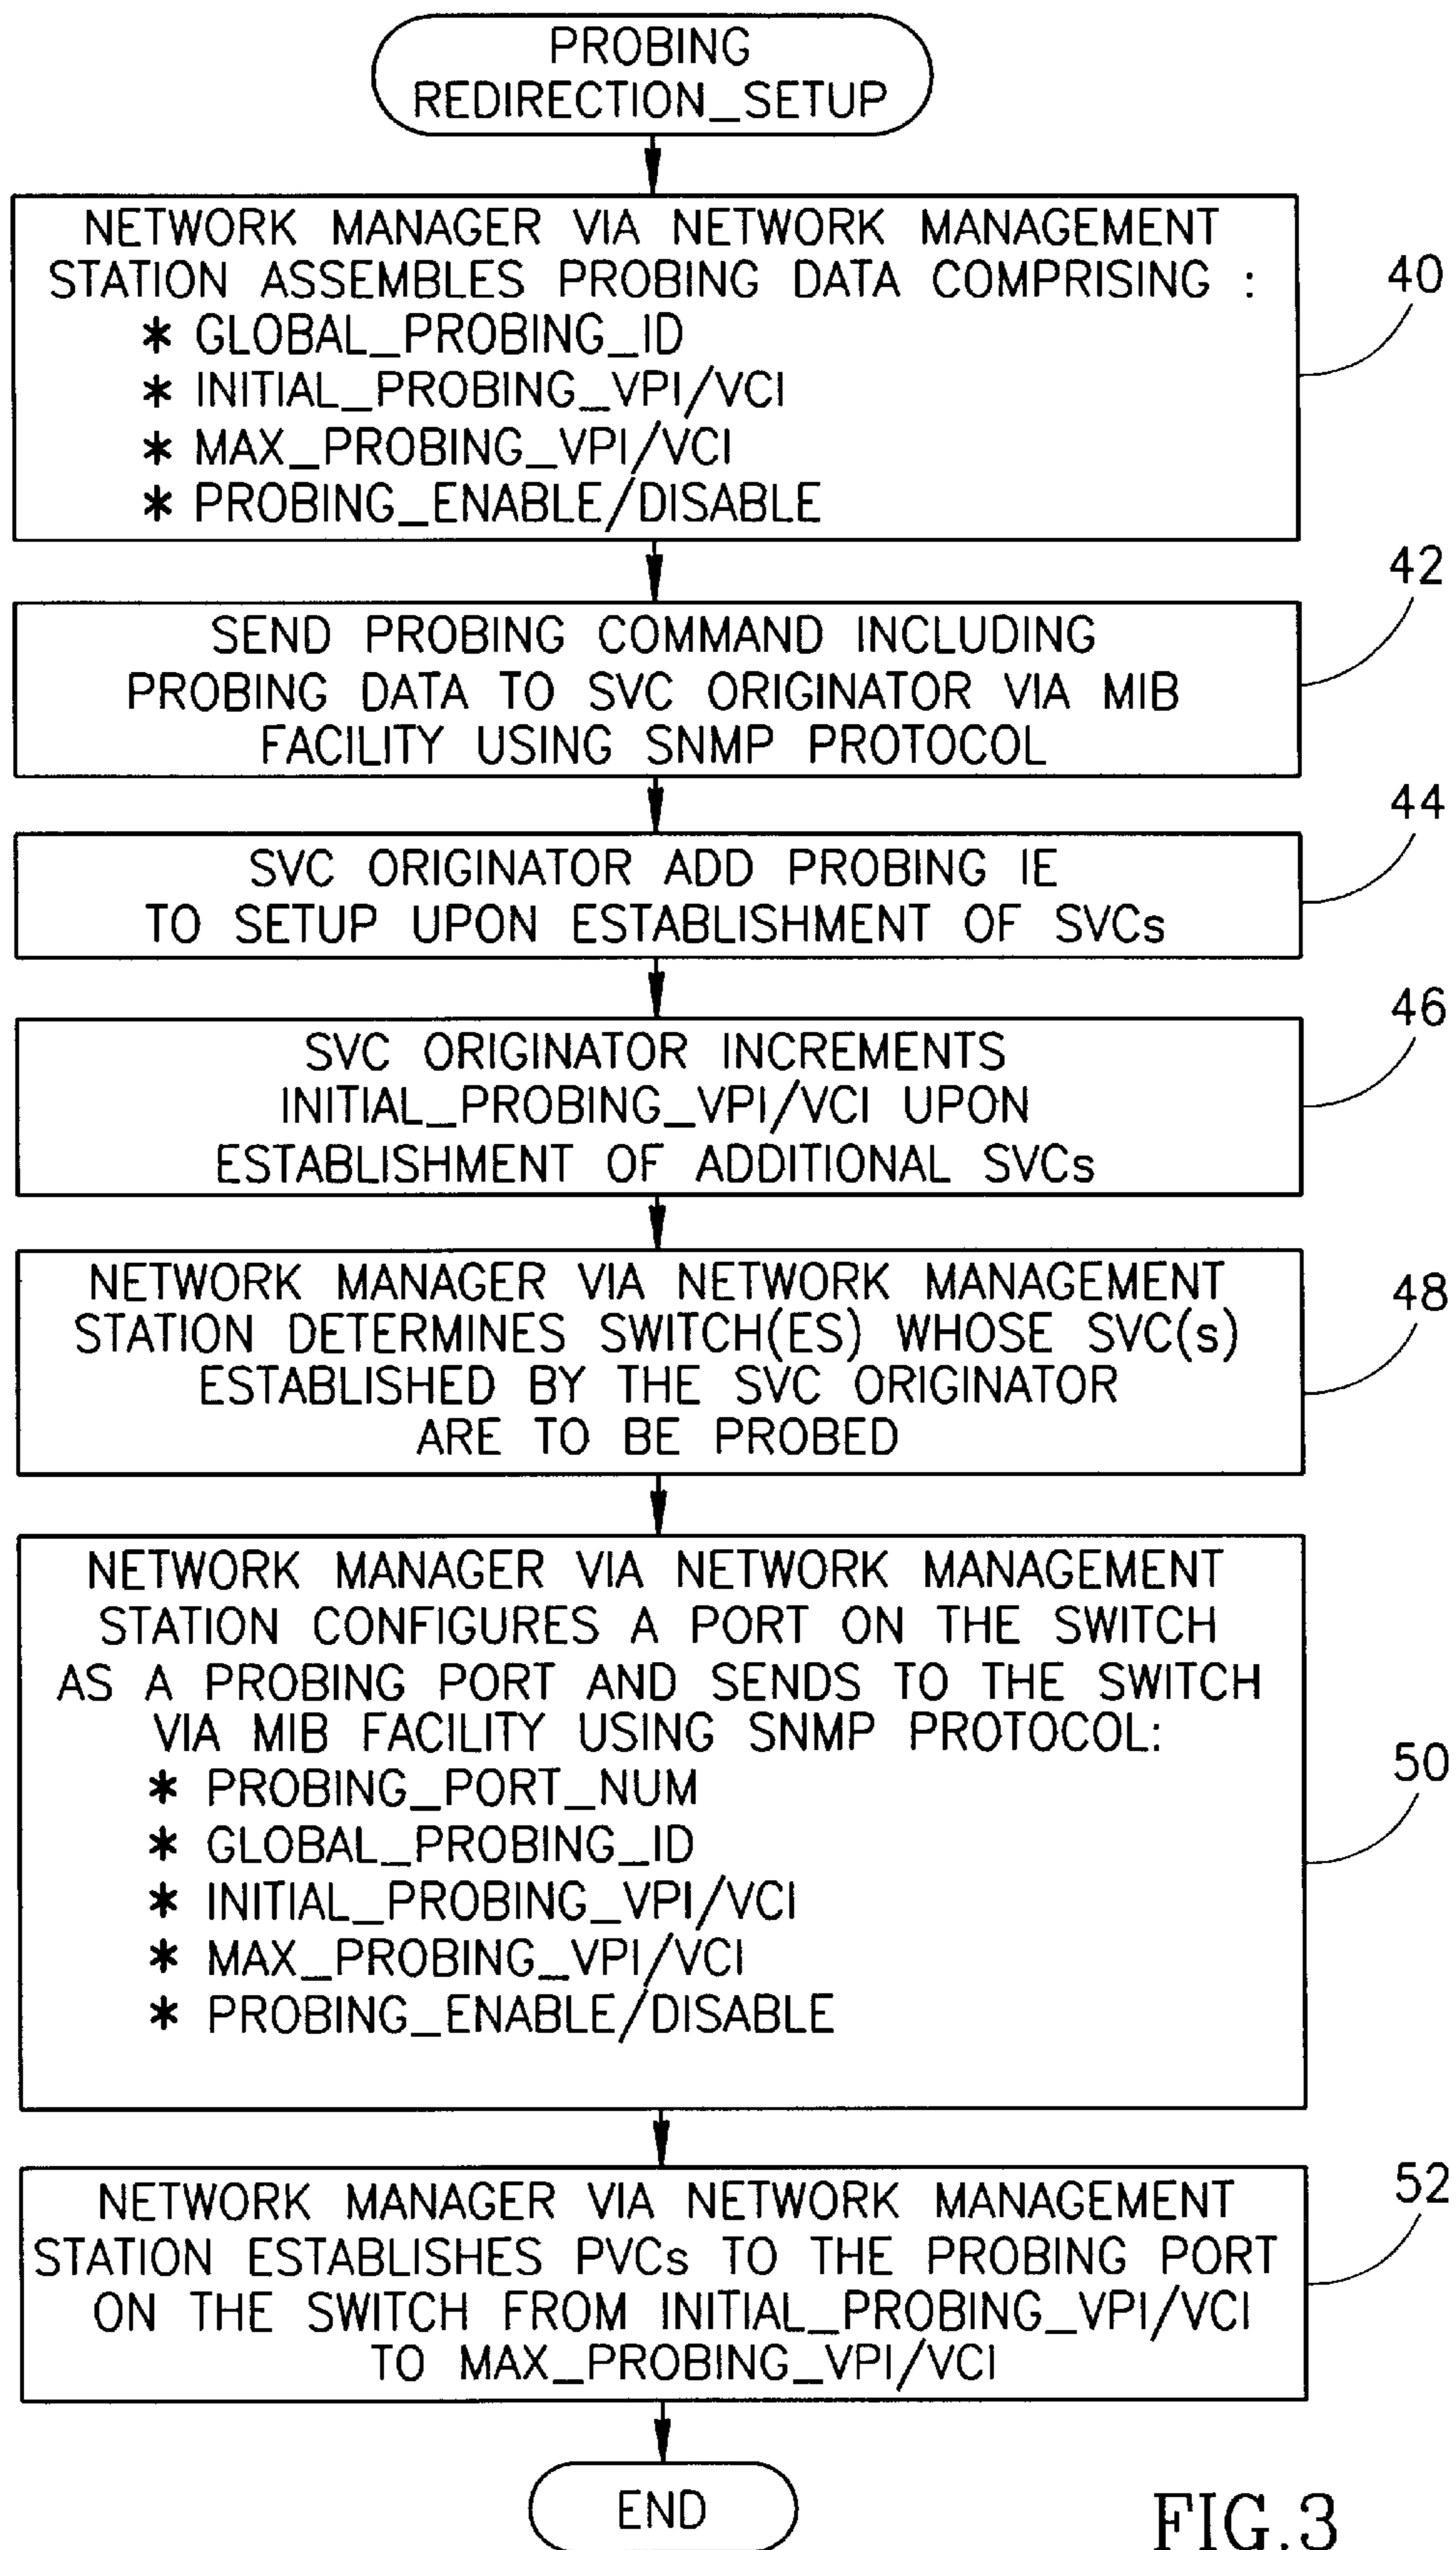 PROBING
REDIRECTION_SETUP
NETWORK MANAGER VIA NETWORK MANAGEMENT
STATION ASSEMBLES PROBING DATA COMPRISING :
* GLOBAL_PROBING_ID
* INITIAL_PROBING_VPI/VCI
* MAX_PROBING_VPI/VCI
* PROBING_ENABLE/DISABLE
40
SEND PROBING COMMAND INCLUDING
PROBING DATA TO SVC ORIGINATOR VIA MIB
FACILITY USING SNMP PROTOCOL
42
SVC ORIGINATOR ADD PROBING IE
TO SETUP UPON ESTABLISHMENT OF SVCs
44
SVC ORIGINATOR INCREMENTS
INITIAL_PROBING_VPI/VCI UPON
ESTABLISHMENT OF ADDITIONAL SVCs
46
NETWORK MANAGER VIA NETWORK MANAGEMENT
STATION DETERMINES SWITCH(ES) WHOSE SVC(s)
ESTABLISHED BY THE SVC ORIGINATOR
ARE TO BE PROBED
48
NETWORK MANAGER VIA NETWORK MANAGEMENT
STATION CONFIGURES A PORT ON THE SWITCH
AS A PROBING PORT AND SENDS TO THE SWITCH
VIA MIB FACILITY USING SNMP PROTOCOL:
* PROBING_PORT_NUM
* GLOBAL_PROBING_ID
* INITIAL_PROBING_VPI/VCI
* MAX_PROBING_VPI/VCI
* PROBING_ENABLE/DISABLE
50
NETWORK MANAGER VIA NETWORK MANAGEMENT
STATION ESTABLISHES PVCs TO THE PROBING PORT
ON THE SWITCH FROM INITIAL_PROBING_VPI/VCI
TO MAX_PROBING_VPI/VCI
52
END
FIG.3